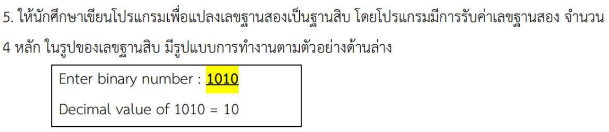 5. ให้นักศึกษาเขียนโปรแกรมเพื่อแปลงเลขฐานสองเป็นฐานสิบ โดยโปรแกรมมีการรับค่าเลขฐานสอง จำนวน
4 หลัก ในรูปของเลขฐานสิบ มีรูปแบบการทำงานตามตัวอย่างด้านล่าง
Enter binary number : 1010
Decimal value of 1010 = 10